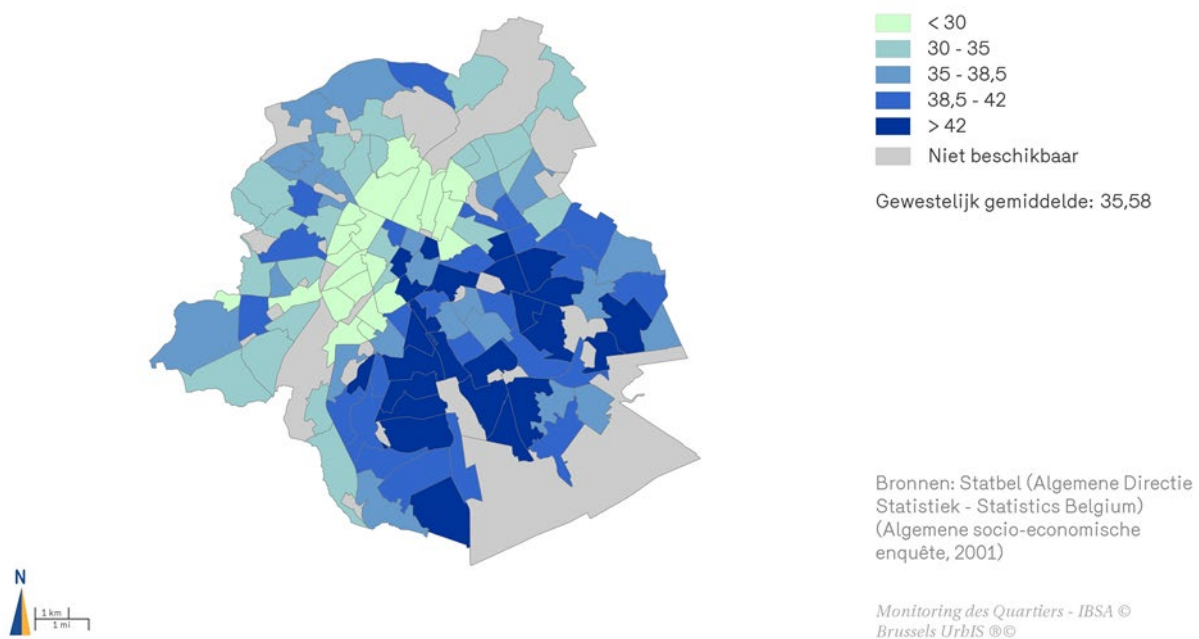 < 30
30 - 35
35 - 38,5
38,5 - 42
> 42
Niet beschikbaar
Gewestelijk gemiddelde: 35,58
Bronnen: Statbel (Algemene Directie
Statistiek - Statistics Belgium)
(Algemene socio-economische
enquête, 2001)
N
1 km
1 mi
Monitoring des Quartiers - IBSA ©
Brussels UrbIS ®©